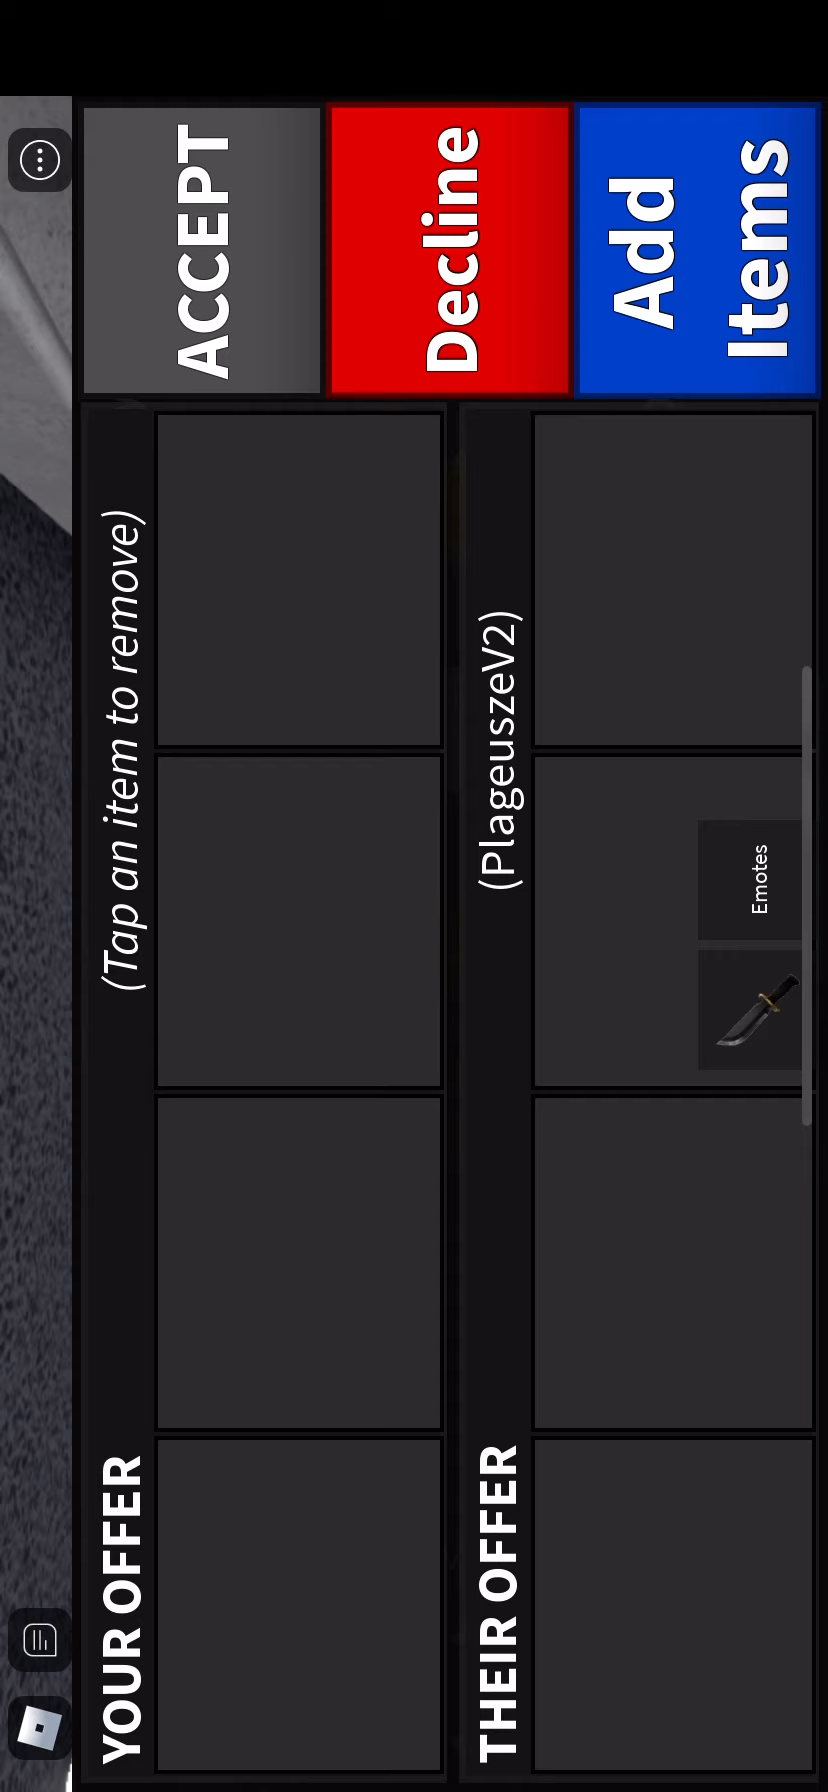 YOUR OFFER
(Tap an item to remove)
ACCEPT
Decline
THEIR OFFER
(PlageuszeV2)
Emotes
Add
Items